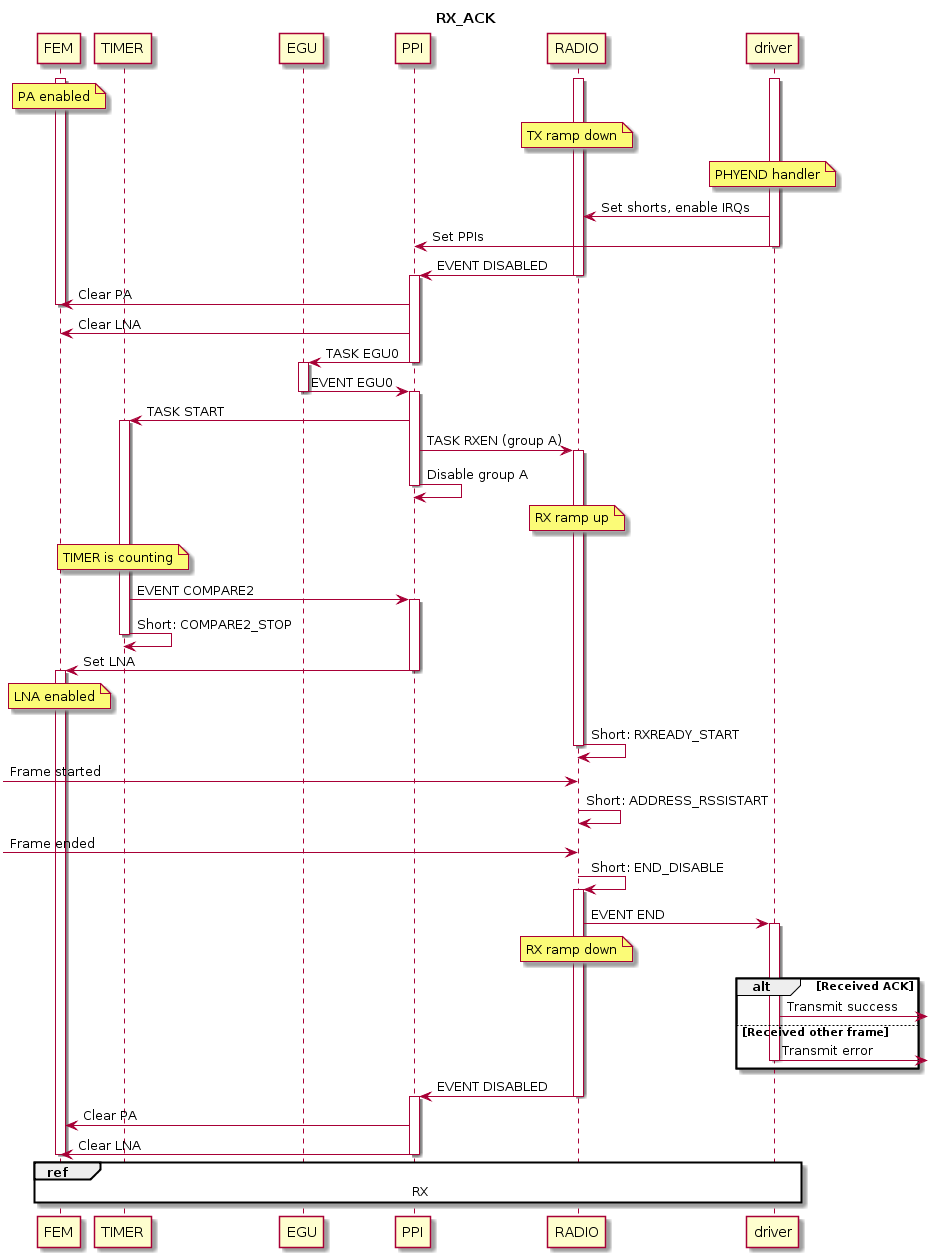 RX_ACK
FEM
TIMER
EGU
PPI
RADIO
driver
PA enabled
TX ramp down
PHYEND handler
Set shorts, enable IRQs
Set PPIs
EVENT DISABLED
Clear PA
Clear LNA
TASK EGU0
EVENT EGU0
TASK START
TASK RXEN (group A)
Disable group A
RX ramp up
TIMER is counting
EVENT COMPARE2
Short: COMPARE2_STOP
Set LNA
LNA enabled
Short: RXREADY_START
Frame started
Short: ADDRESS_RSSISTART
Frame ended
Short: END_DISABLE
EVENT END
RX ramp down
alt
[Received ACK]
Transmit success
[Received other frame]
Transmit error
EVENT DISABLED
Clear PA
Clear LNA
ref
RX
FEM
TIMER
EGU
PPI
RADIO
driver